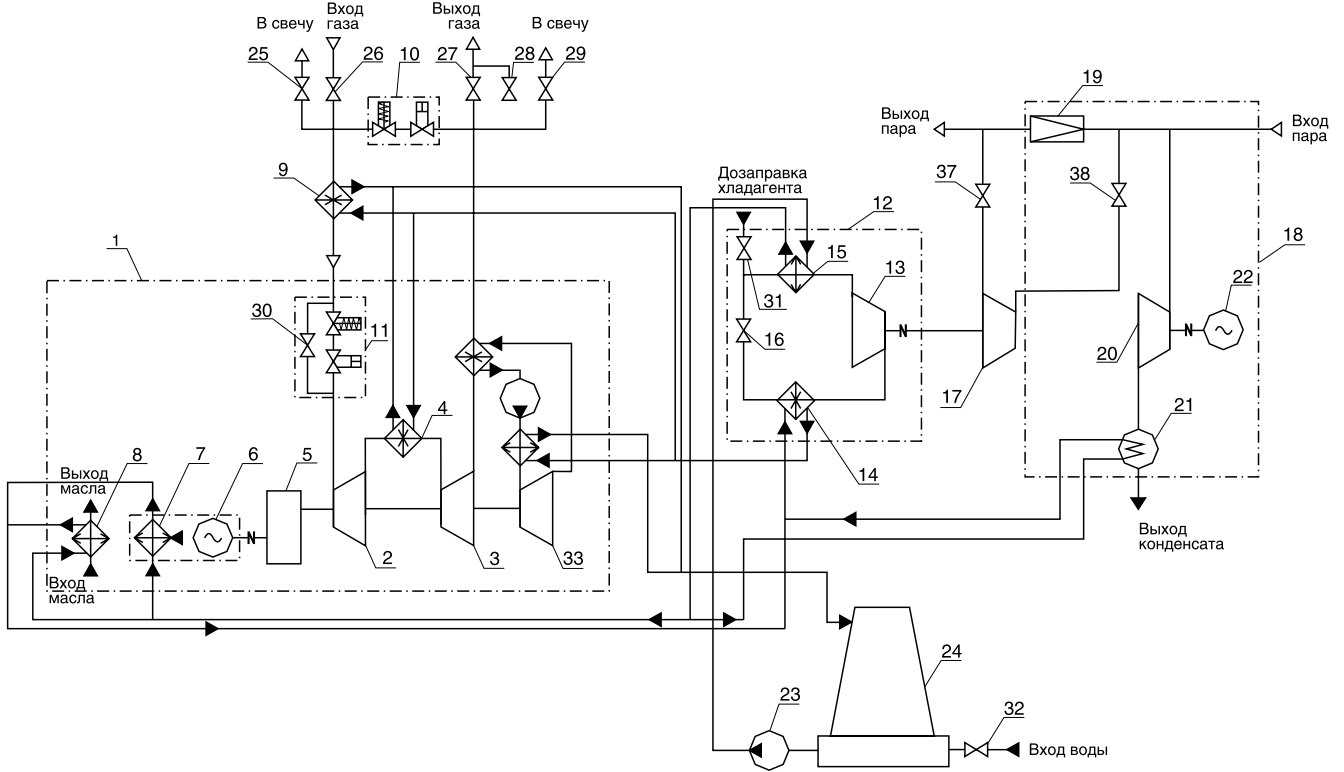 В свечу
Вход
газа
Выход
газа
В свечу
25
26
10
27
28
29
19
Выход
пара
Вход
пара
9
37
38
Дозаправка
хладагента
12
1
18
15
13
22
31
30
11
16
20
17
4
21
14
Выход
масла
8
7
6
5
2
3
33
Вход
масла
Выход
конденсата
24
23
32
Вход воды